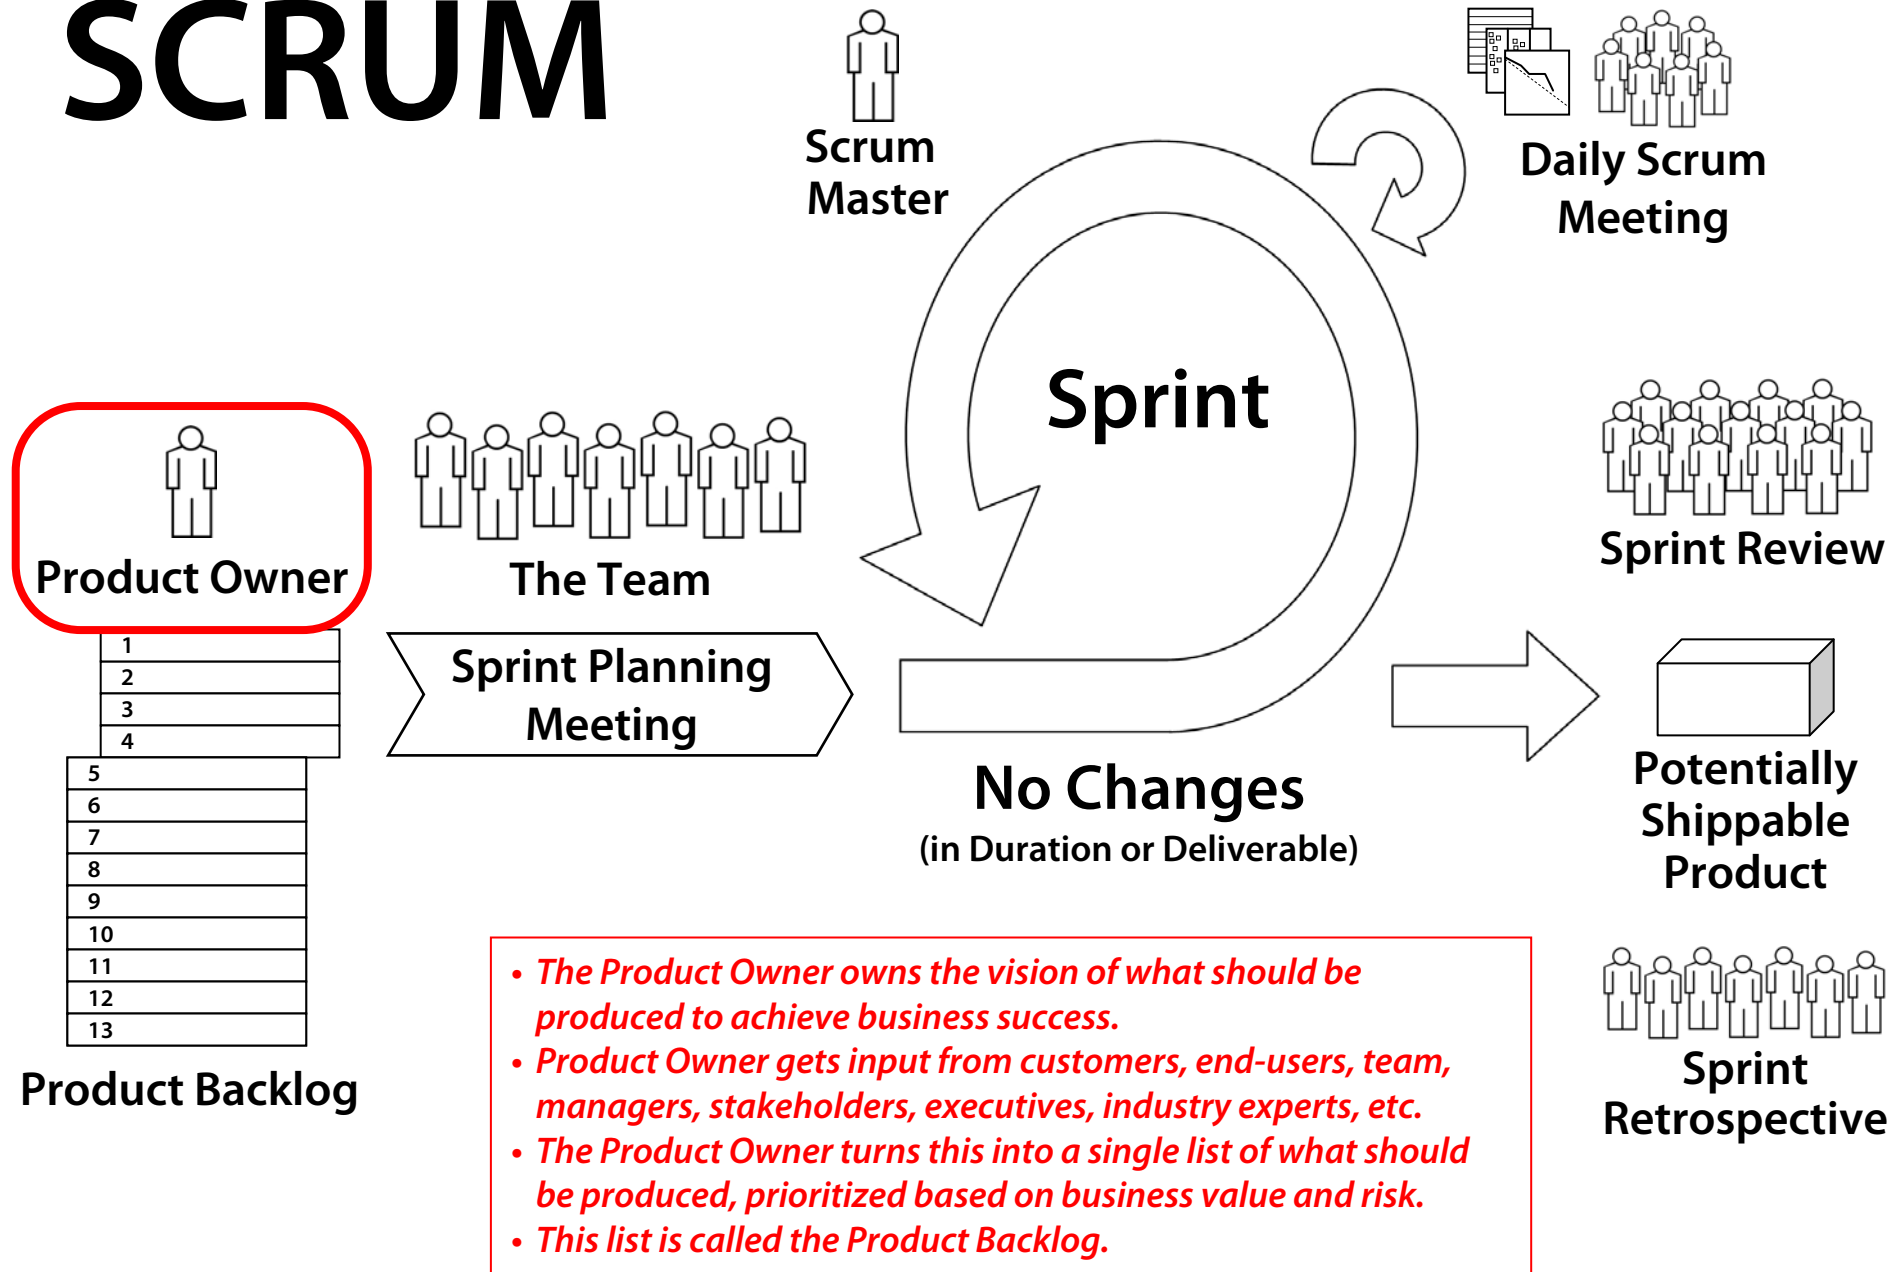 SCRUM
Scrum
Master
Daily Scrum
Meeting
Sprint
Product Owner
The Team
Sprint Review
1
2
3
4
5
6
7
8
9
10
11
12
13
Product Backlog
Sprint Planning
Meeting
No Changes
(in Duration or Deliverable)
Potentially
Shippable
Product
Sprint
Retrospective
• The Product Owner owns the vision of what should be
produced to achieve business success.
• Product Owner gets input from customers, end-users, team,
managers, stakeholders, executives, industry experts, etc.
• The Product Owner turns this into a single list of what should
be produced, prioritized based on business value and risk.
• This list is called the Product Backlog.